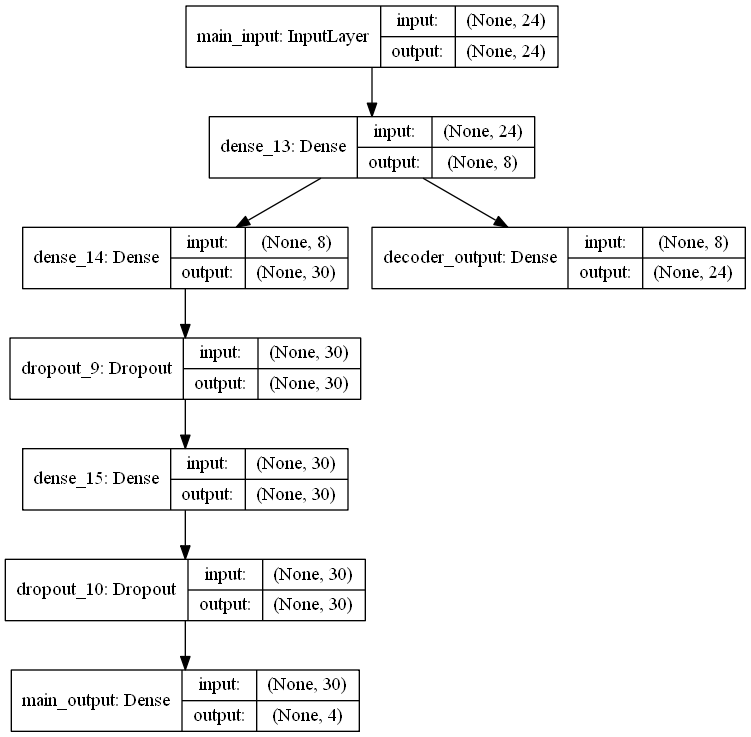 main_input: InputLayer
input: (None, 24)
output: (None, 24)
dense_13: Dense
input: (None, 24)
output: (None, 8)
dense_14: Dense
input: (None, 8)
output: (None, 30)
decoder_output: Dense
input: (None, 8)
output: (None, 24)
dropout_9: Dropout
input: (None, 30)
output: (None, 30)
dense_15: Dense
input: (None, 30)
output: (None, 30)
dropout_10: Dropout
input: (None, 30)
output: (None, 30)
main_output: Dense
input: (None, 30)
output: (None, 4)